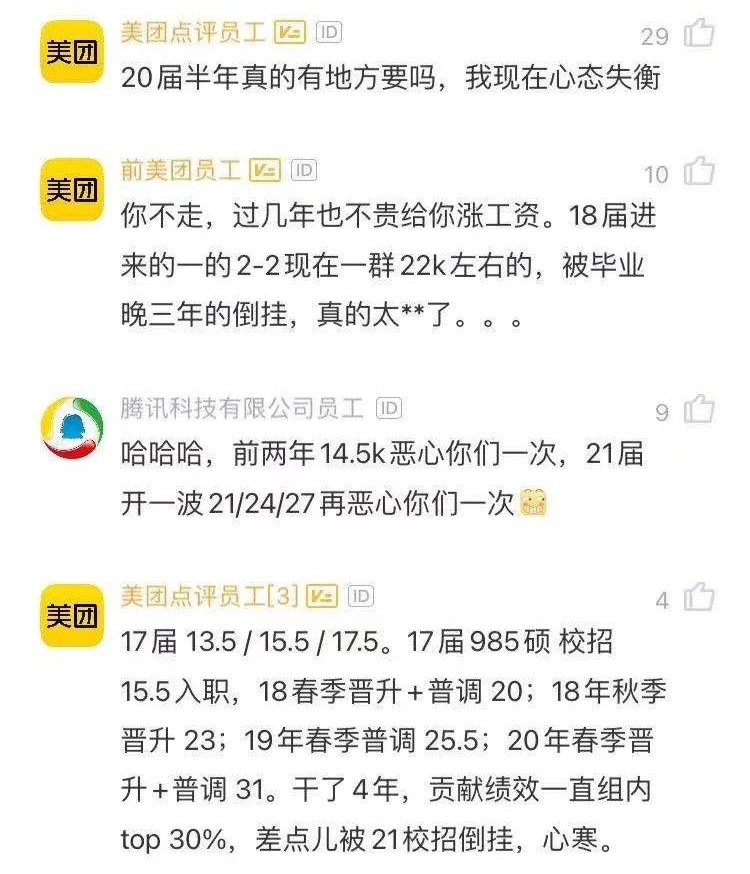 美团点评员工 V= ID
29
美团
20届半年真的有地方要吗，我现在心态失衡
前美团员工 V= ID
10
美团
你不走，过几年也不贵给你涨工资。18届进
来的一的2-2现在一群22k左右的，被毕业
晚三年的倒挂，真的太**了。。。
腾讯科技有限公司员工 ID
9
哈哈哈，前两年14.5k恶心你们一次，21届
开一波21/24/27再恶心你们一次
美团点评员工[3] V= ID
4
美团
17届 13.5 / 15.5 / 17.5。17届985硕 校招
15.5入职，18春季晋升+普调 20；18年秋季
晋升 23；19年春季普调 25.5；20年春季晋
升+普调 31。干了4年，贡献绩效一直组内
top 30%，差点儿被21校招倒挂，心寒。